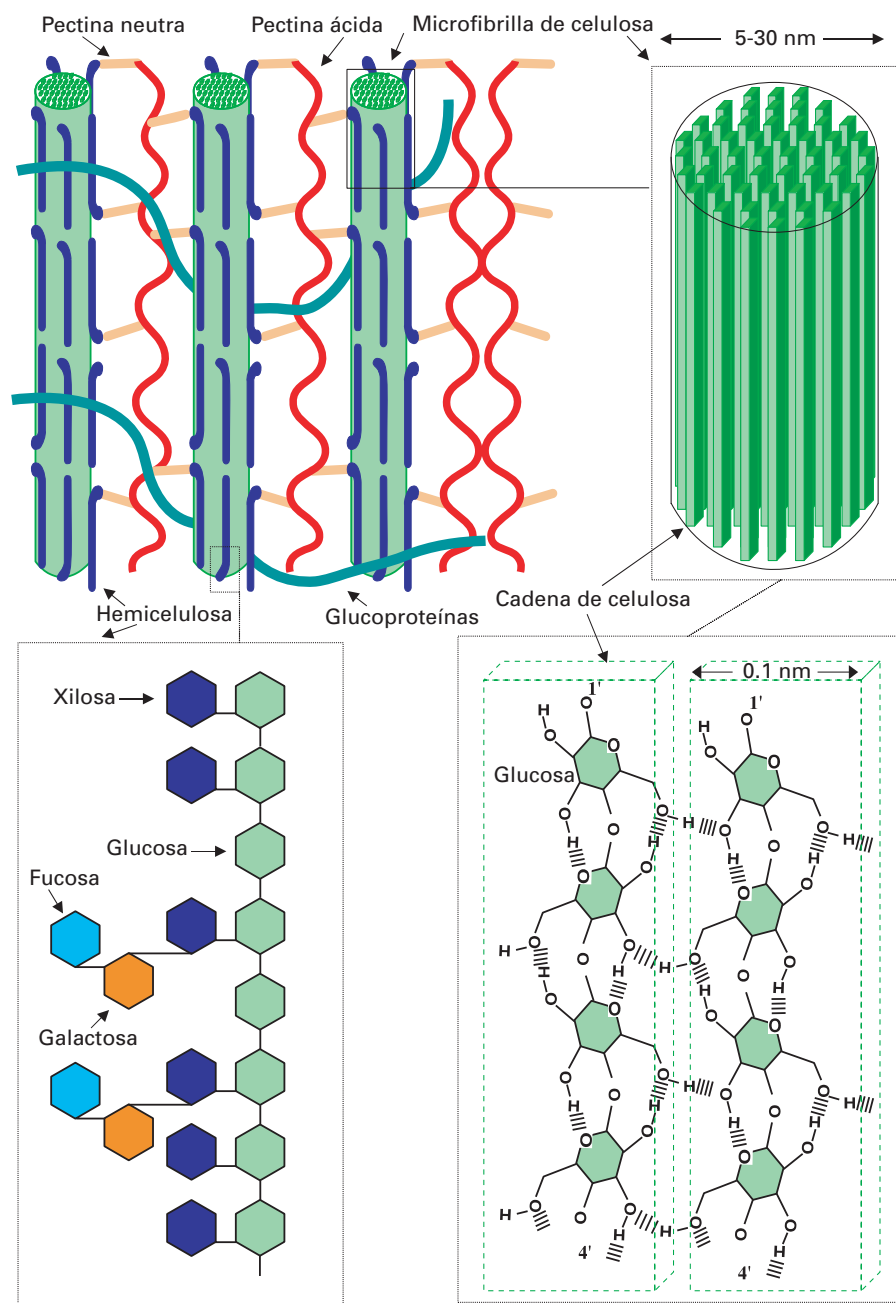 Pectina neutra
Pectina ácida
Microfibrilla de celulosa
5-30 nm
Hemicelulosa
Glucoproteínas
Cadena de celulosa
Xilosa
Glucosa
Fucosa
Galactosa
0.1 nm
1'
1'
H
O
O
H
O
O
O
Glucosa
O
O
O
H
O
H
O
H
O
O
H
O
H
O
H
O
H
O
O
O
O
H
O
H
O
O
H
O
H
O
H
O
H
O
O
H
O
H
O
O
O
H
O
H
O
H
O
O
H
O
H
O
H
O
H
O
O
O
O
H
O
O
H
O
H
O
O
H
4'
4'